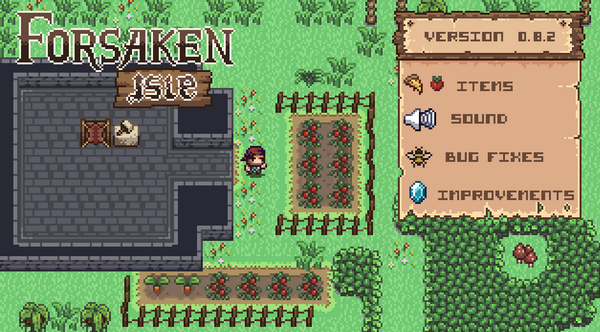 Forsaken
Isle
VERSION 0.8.2
ITEMS
SOUND
BUG FIXES
IMPROVEMENTS